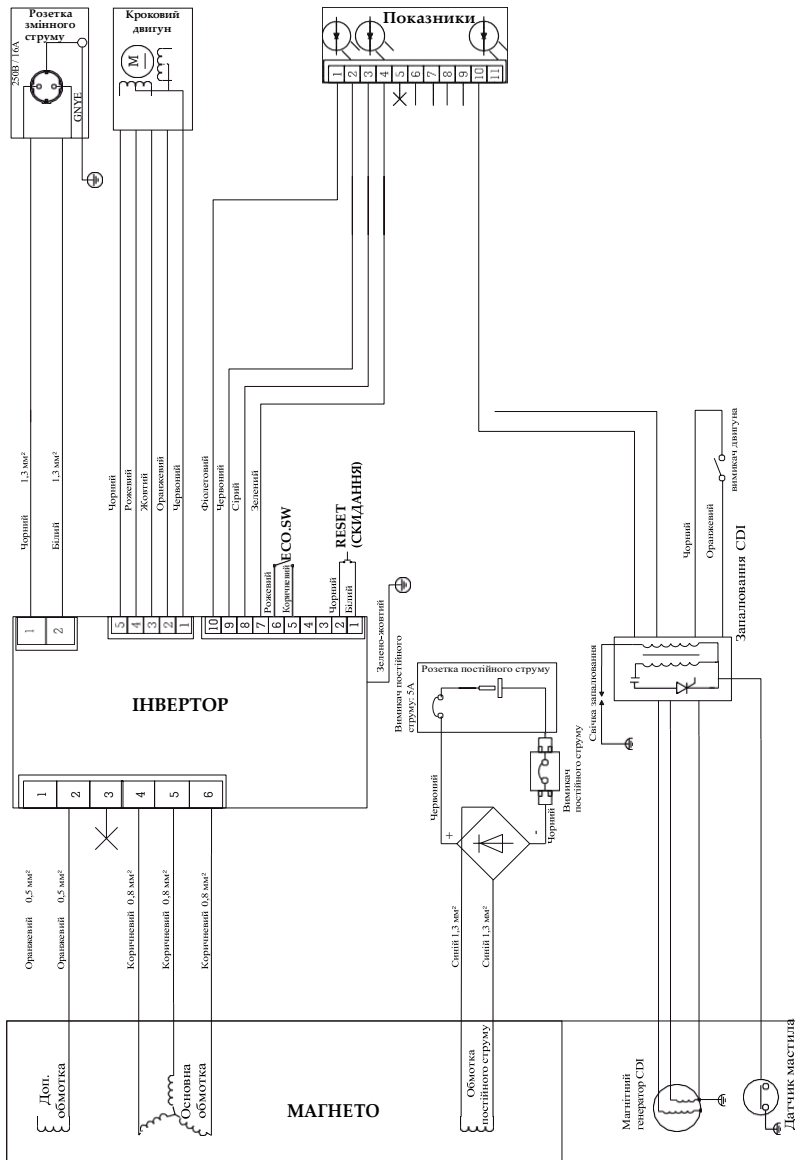 Розетка
змінного
струму
250В / 16А
GNYE
Кроковий
двигун
M
Показники
1
2
3
4
5
6
7
8
9
10
11
Чорний 1,3 мм²
Білий 1,3 мм²
Чорний
Рожевий
Жовтий
Оранжевий
Червоний
Фіолетовий
Червоний
Сірий
Зелений
Рожевий
Коричневий
ECO.SW
Чорний
Білий
RESET
(СКИДАННЯ)
1
2
5
4
3
2
1
10
9
8
7
6
5
4
3
2
1
ІНВЕРТОР
Зелено-жовтий
1
2
3
4
5
6
Вимикач постійного
струму: 5А
Розетка постійного струму
Червоний
+
-
Чорний
Вимикач
постійного струму
Чорний
Оранжевий
вимикач двигуна
Запалювання CDI
Свічка запалювання
Оранжевий 0,5 мм²
Оранжевий 0,5 мм²
Коричневий 0,8 мм²
Коричневий 0,8 мм²
Коричневий 0,8 мм²
Синій 1,3 мм²
Синій 1,3 мм²
Доп.
обмотка
Основна
обмотка
МАГНЕТО
Обмотка
постійного струму
Магнітний
генератор CDI
Датчик мастила